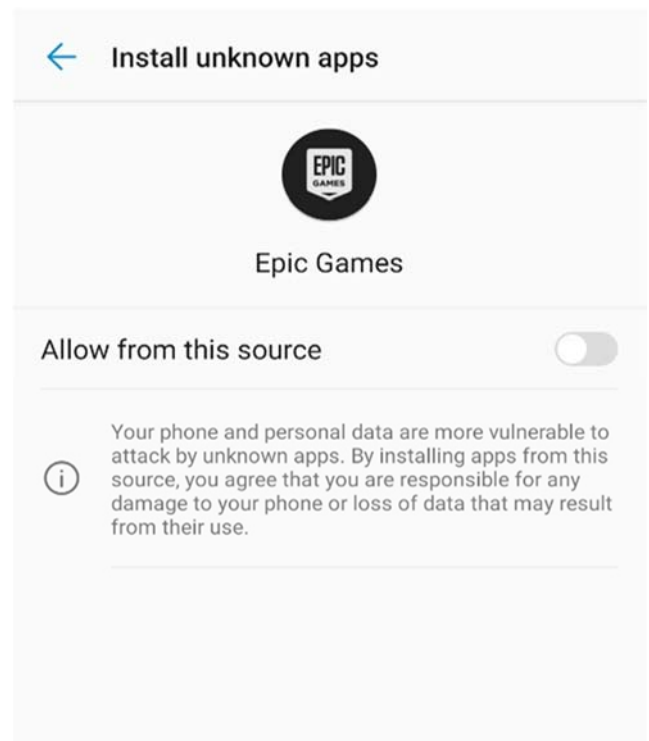 Install unknown apps
EPIC
GAMES
Epic Games
Allow from this source
Your phone and personal data are more vulnerable to
attack by unknown apps. By installing apps from this
source, you agree that you are responsible for any
damage to your phone or loss of data that may result
from their use.